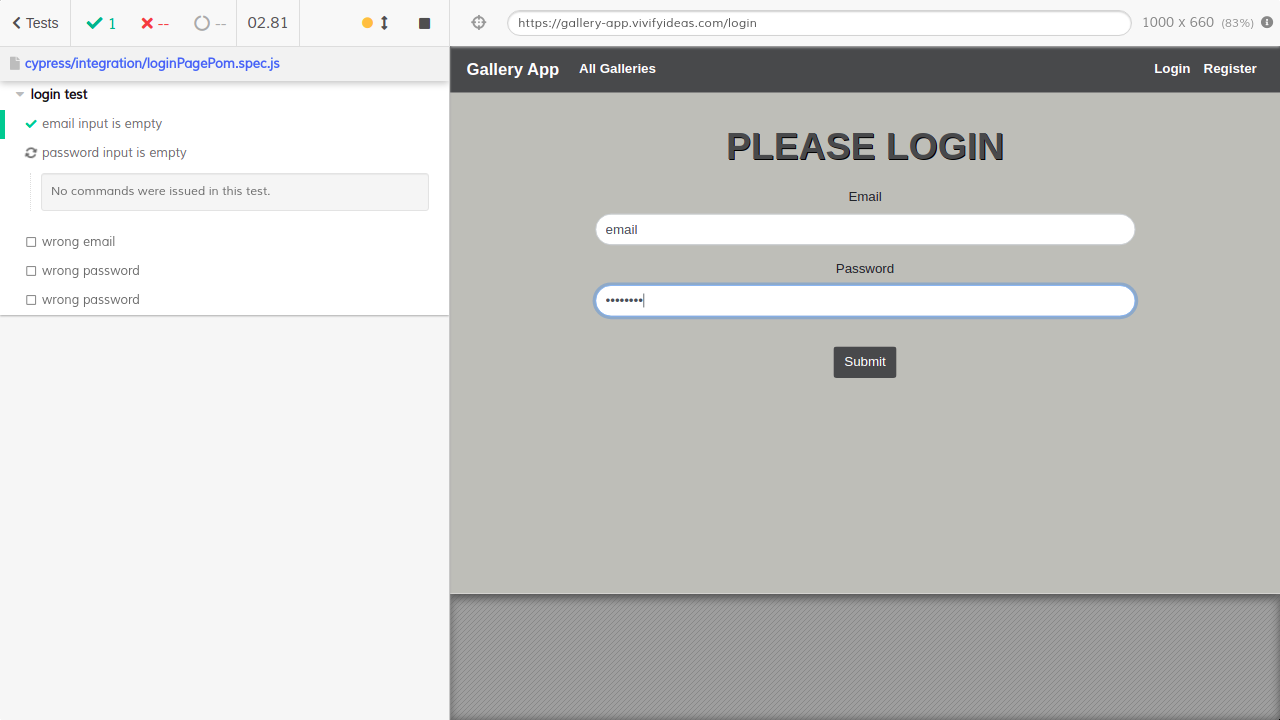 Tests 1 -- -- 02.81
cypress/integration/loginPagePom.spec.js
login test
email input is empty
password input is empty
No commands were issued in this test.
wrong email
wrong password
wrong password
https://gallery-app.vivifyideas.com/login 1000 x 660 (83%)
Gallery App All Galleries Login Register
PLEASE LOGIN
Email
email
Password
••••••••
Submit